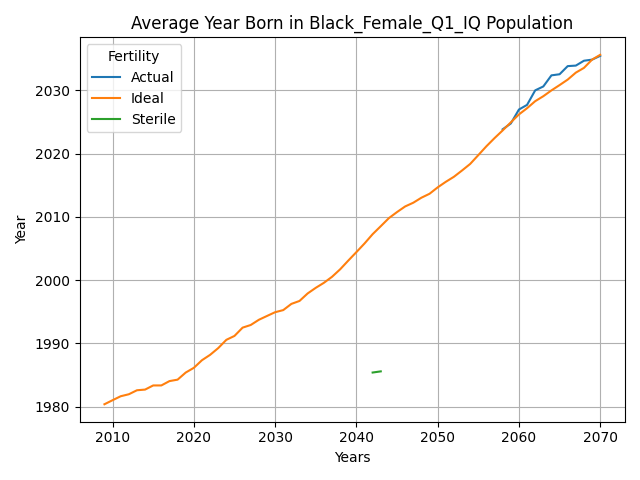 Average Year Born in Black_Female_Q1_IQ Population
Fertility
Actual
Ideal
Sterile
Year
2030
2020
2010
2000
1990
1980
2010 2020 2030 2040 2050 2060 2070
Years